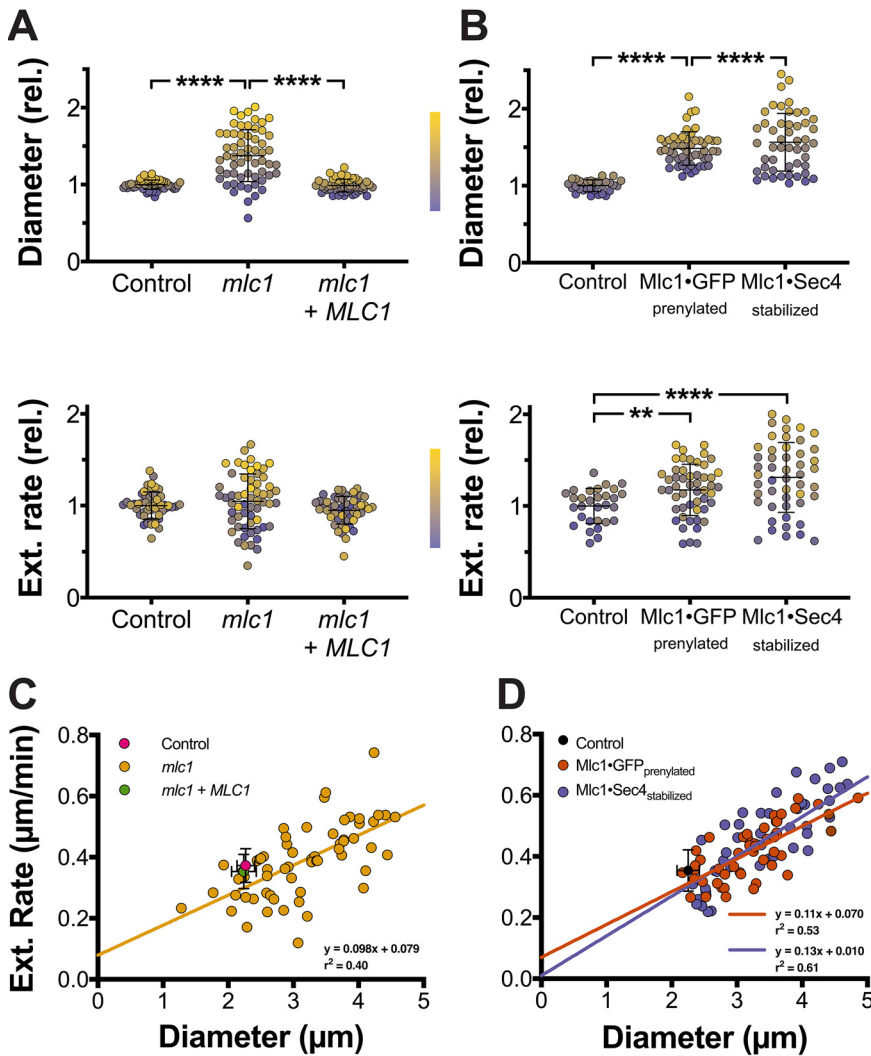 A
Diameter (rel.)
2
1
0
**** ****
Control
mlc1
mlc1
+ MLC1
B
Diameter (rel.)
2
1
0
**** ****
Control
Mlc1•GFP
prenylated
Mlc1•Sec4
stabilized
Ext. rate (rel.)
2
1
0
Control
mlc1
mlc1
+ MLC1
Ext. rate (rel.)
2
1
0
****
**
Control
Mlc1•GFP
prenylated
Mlc1•Sec4
stabilized
C
Ext. Rate (µm/min)
0.8
0.6
0.4
0.2
0.0
Control
mlc1
mlc1 + MLC1
y = 0.098x + 0.079
r² = 0.40
0 1 2 3 4 5
Diameter (µm)
D
0.8
0.6
0.4
0.2
0.0
Control
Mlc1•GFPprenylated
Mlc1•Sec4stabilized
y = 0.11x + 0.070
r² = 0.53
y = 0.13x + 0.010
r² = 0.61
0 1 2 3 4 5
Diameter (µm)